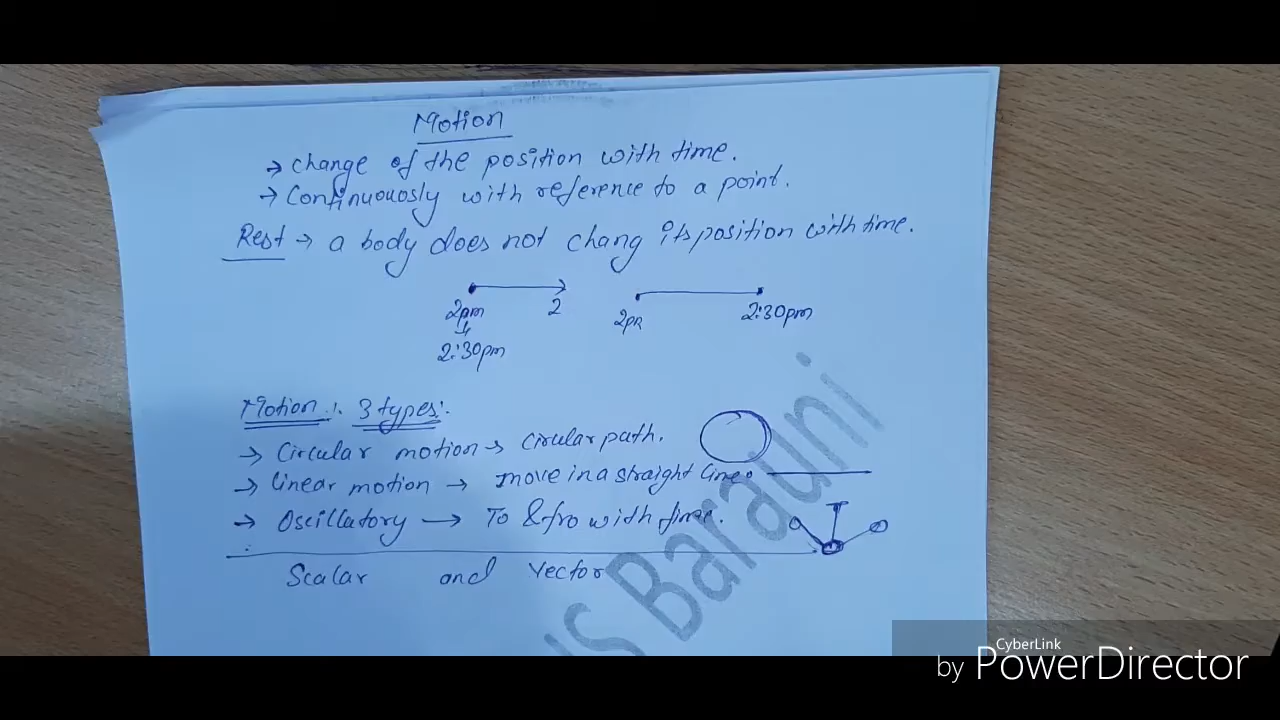 Motion
→ change of the position with time.
→ Continuously with reference to a point.
Rest → a body does not chang its position with time.
2pm 2 2pm 2:30pm
2:30pm
Motion :. 3 types:.
→ Circular motion → circular path.
→ Linear motion → move in a straight line.
→ Oscillatory → To & fro with time.
Scalar and Vector
US Barauni
CyberLink
by PowerDirector